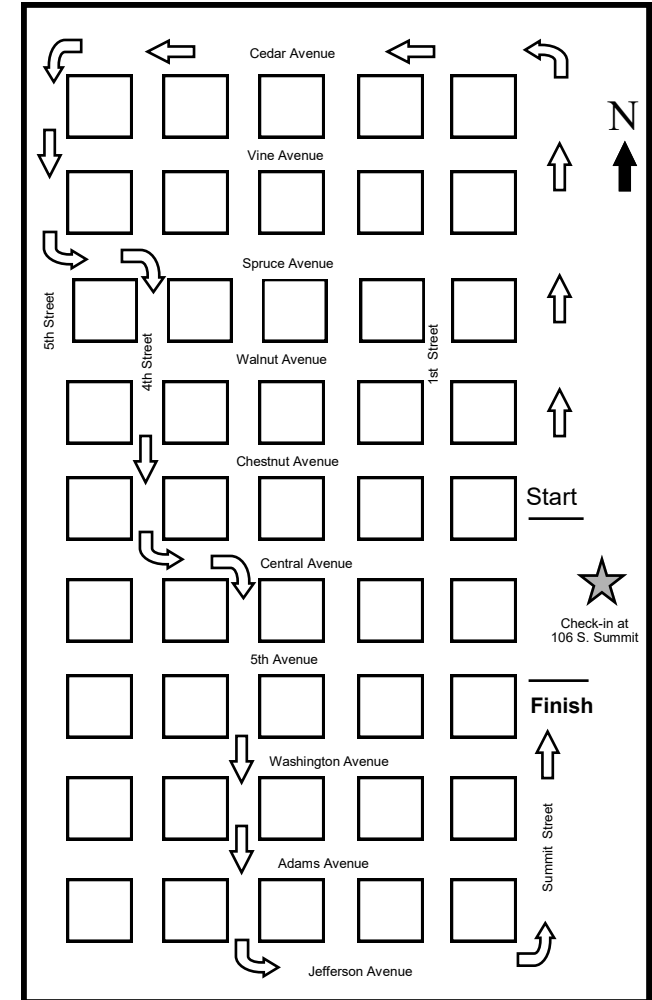 Cedar Avenue
N
Vine Avenue
Spruce Avenue
5th Street
4th Street
1st Street
Walnut Avenue
Chestnut Avenue
Start
Central Avenue
Check-in at
106 S. Summit
5th Avenue
Finish
Washington Avenue
Summit Street
Adams Avenue
Jefferson Avenue